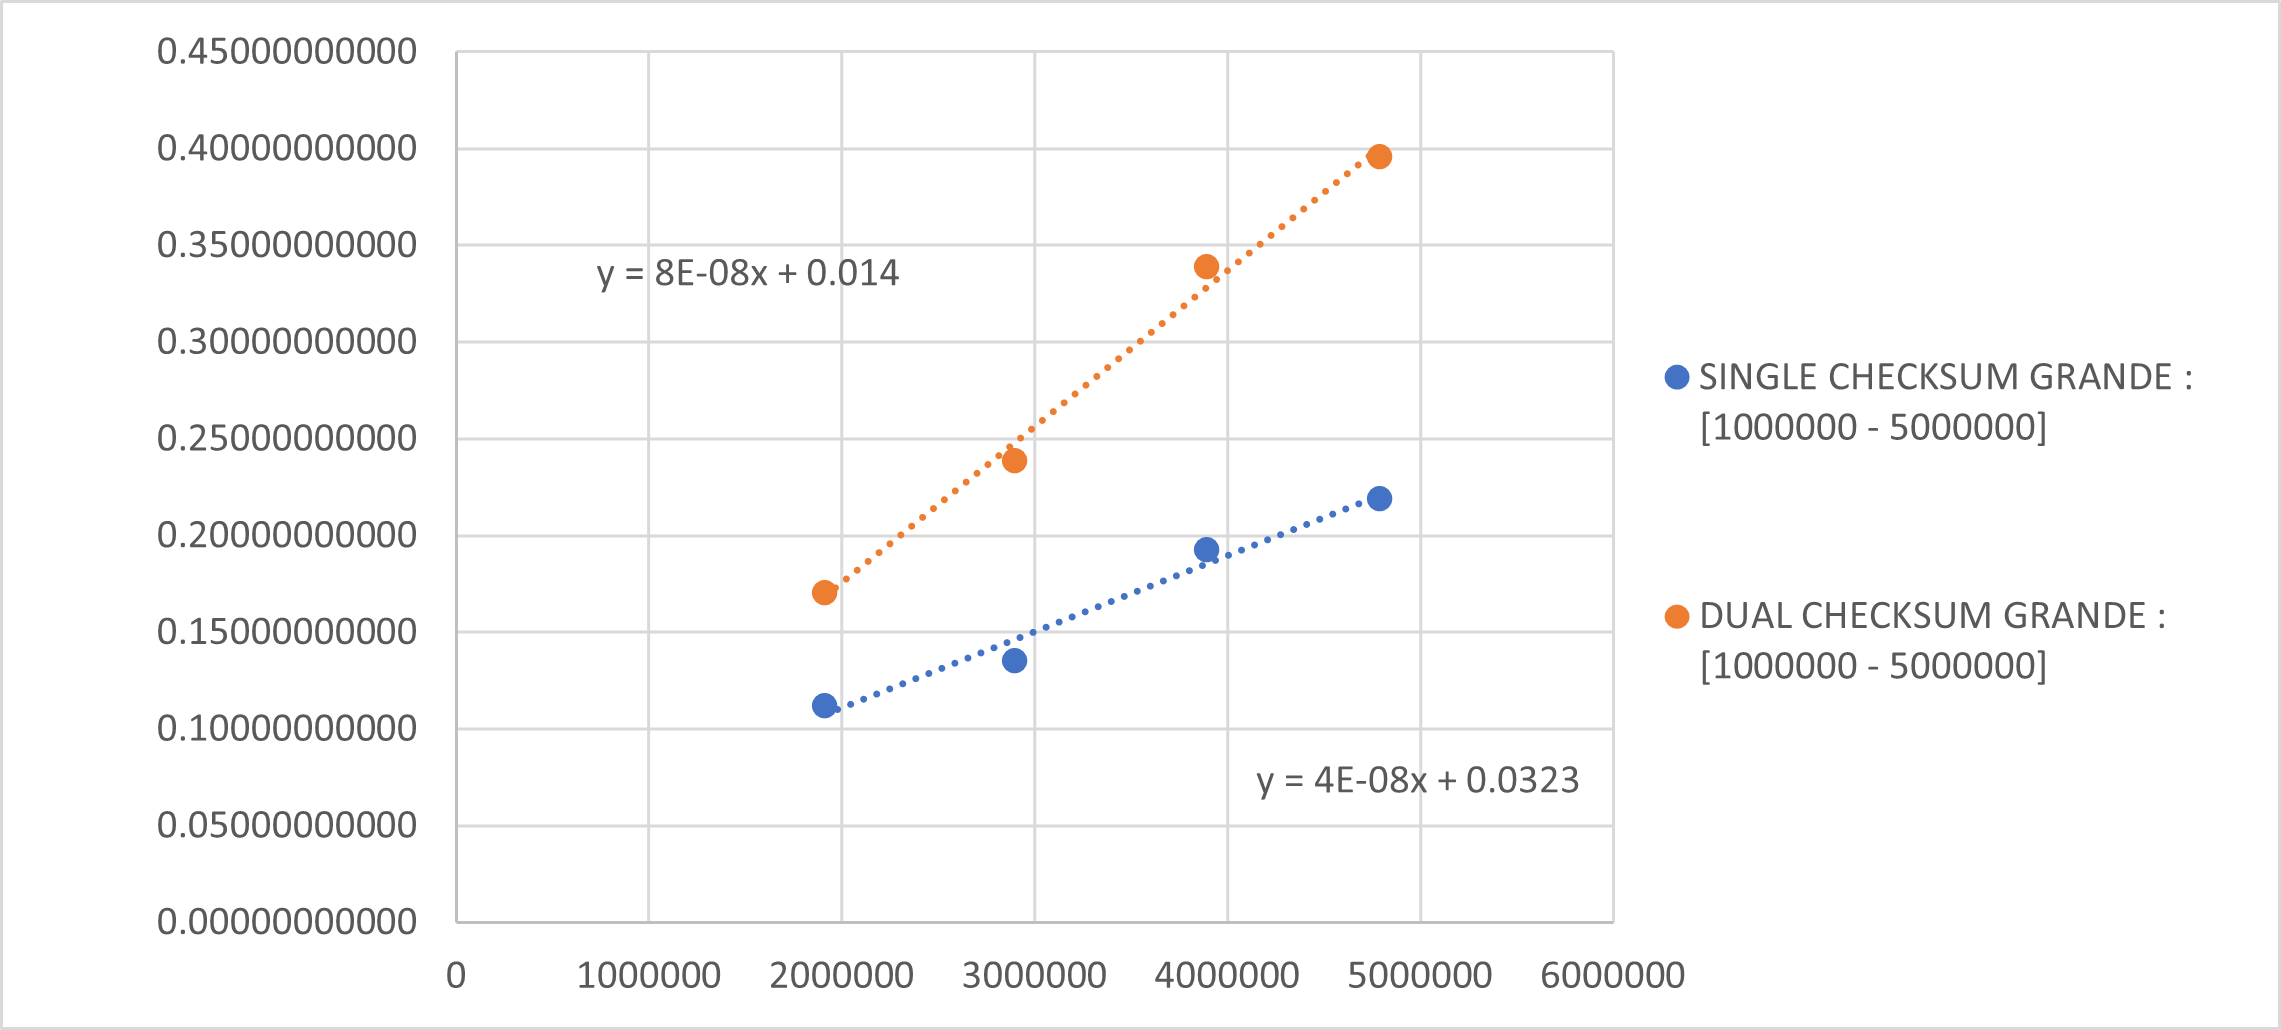 0.45000000000
0.40000000000
0.35000000000
0.30000000000
0.25000000000
0.20000000000
0.15000000000
0.10000000000
0.05000000000
0.00000000000
0 1000000 2000000 3000000 4000000 5000000 6000000
y = 8E-08x + 0.014
y = 4E-08x + 0.0323
SINGLE CHECKSUM GRANDE :
[1000000 - 5000000]
DUAL CHECKSUM GRANDE :
[1000000 - 5000000]